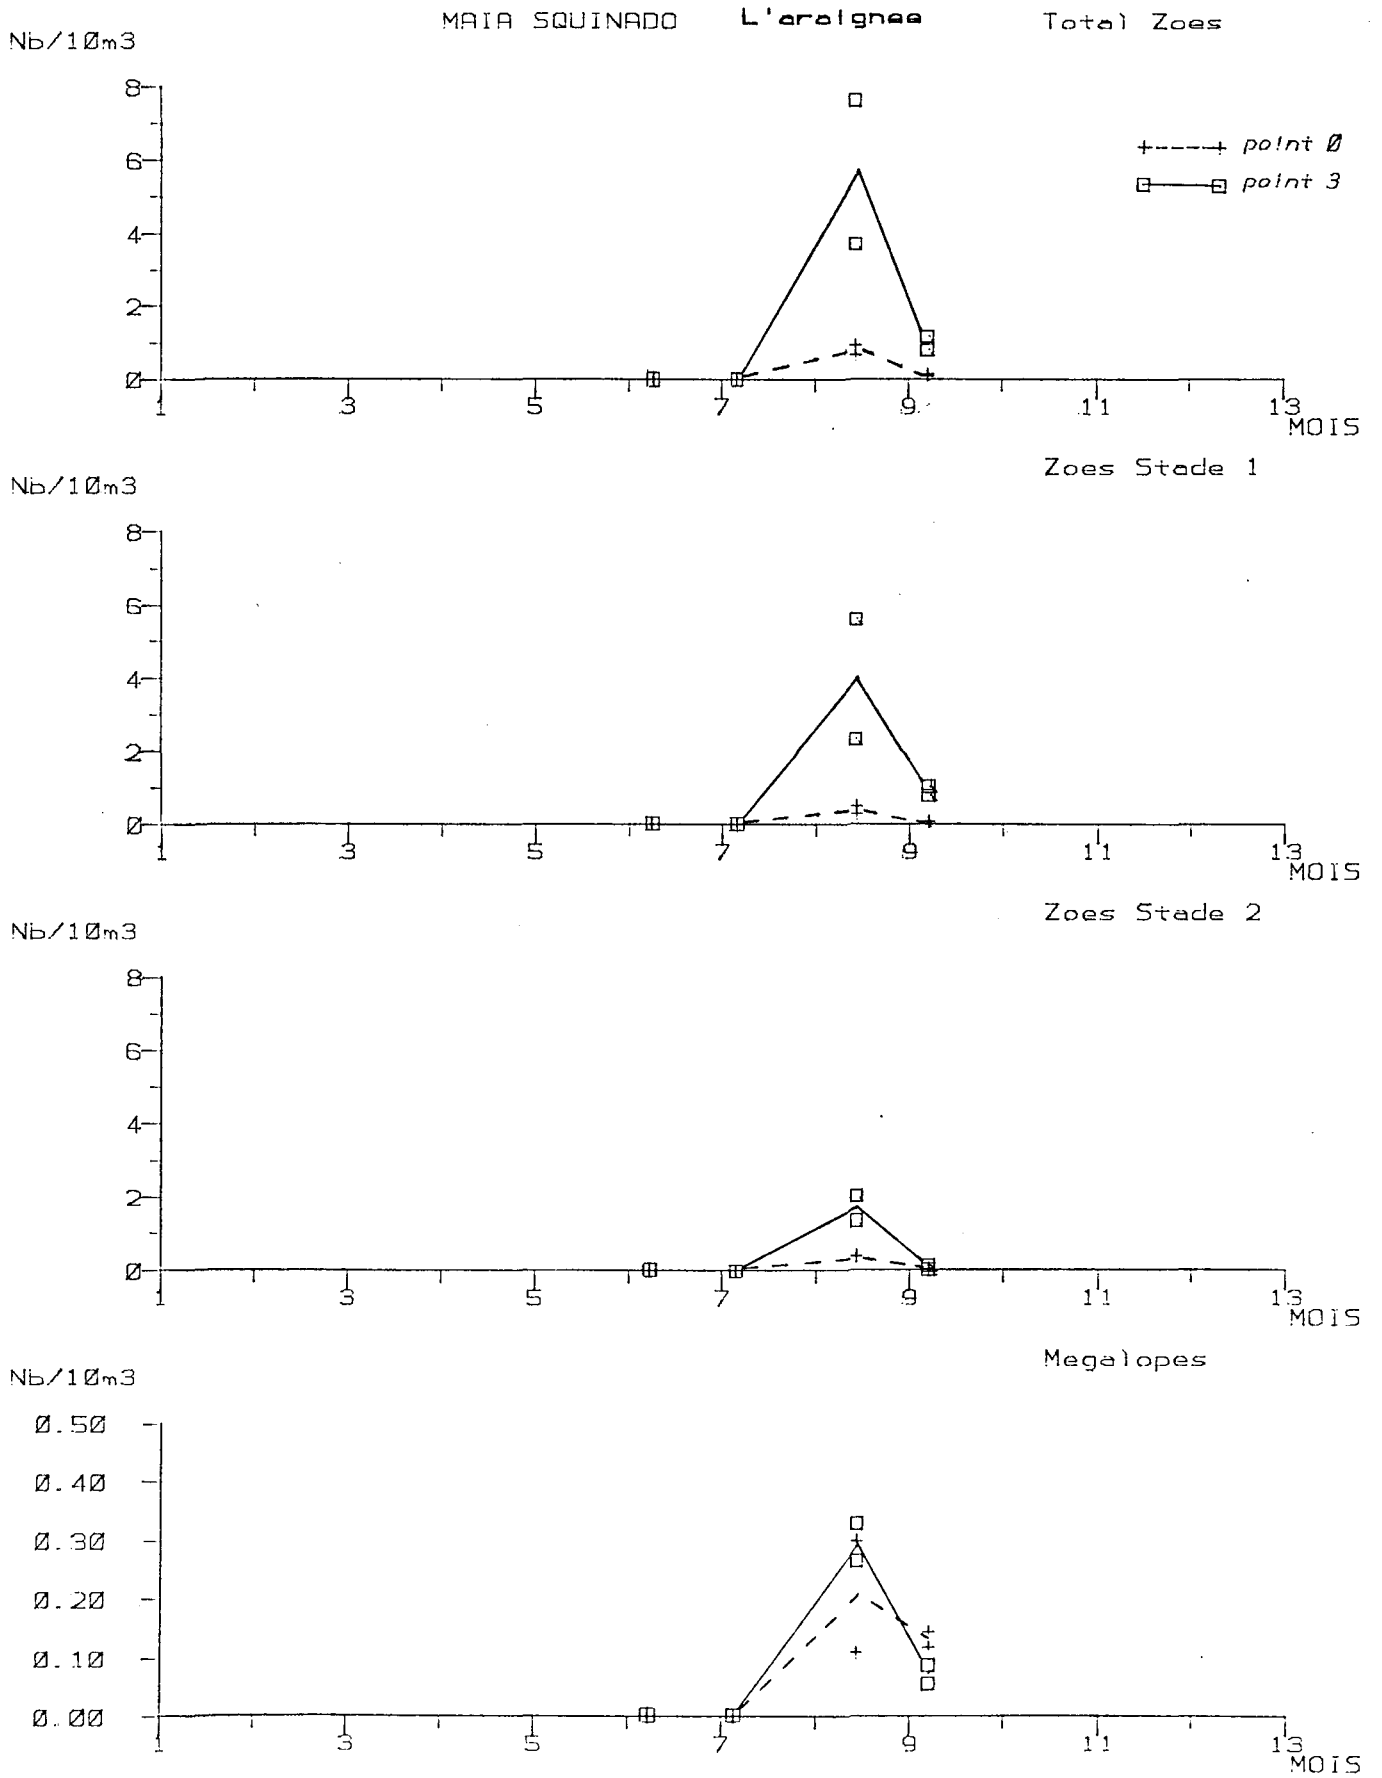 MAIA SQUINADO L'araignee Total Zoes
Nb/10m3
8
6
4
2
0
+-----+ point 0
point 3
1 3 5 7 9 11 13
MOIS
Zoes Stade 1
Nb/10m3
8
6
4
2
0
1 3 5 7 9 11 13
MOIS
Zoes Stade 2
Nb/10m3
8
6
4
2
0
1 3 5 7 9 11 13
MOIS
Megalopes
Nb/10m3
0.50
0.40
0.30
0.20
0.10
0.00
1 3 5 7 9 11 13
MOIS